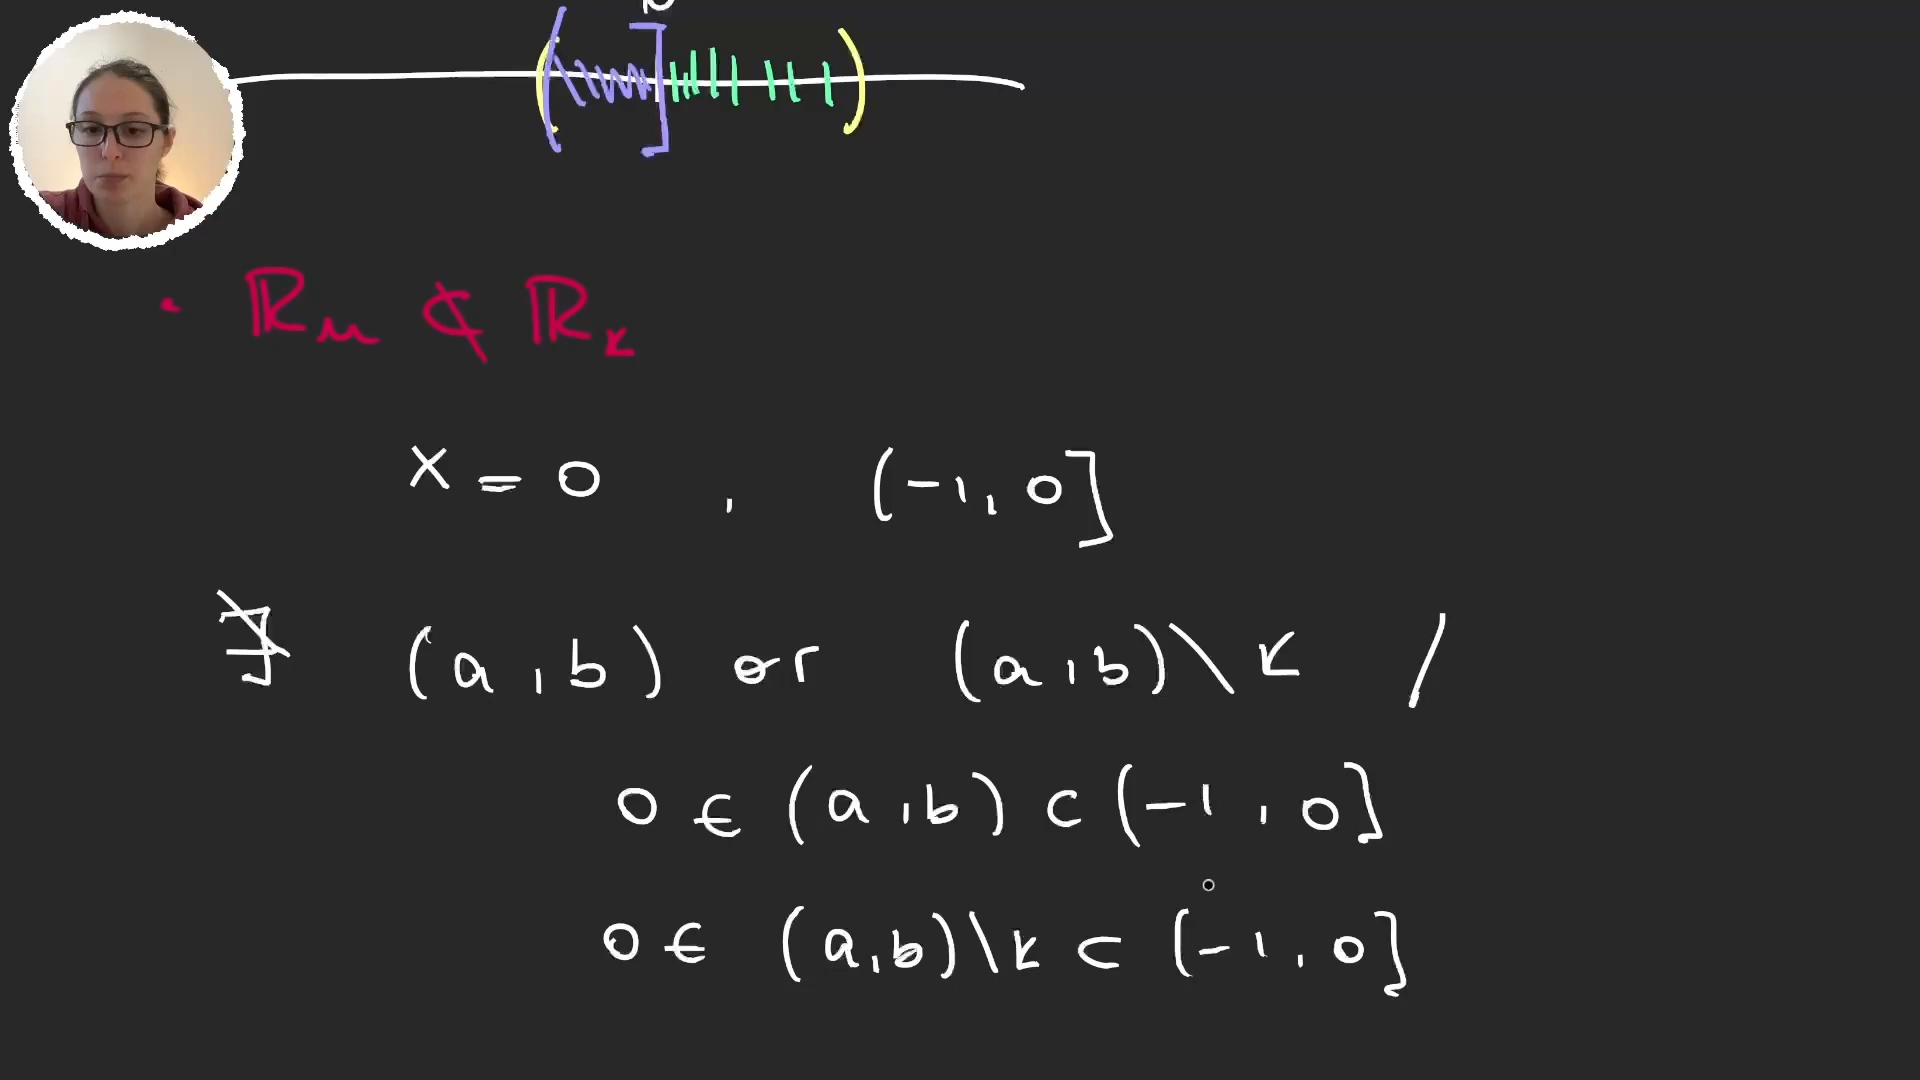 • ℝ_u ⊄ ℝ_K
x = 0 , (-1, 0]
∄ (a, b) or (a, b) \ K /
0 ∈ (a, b) ⊂ (-1, 0]
0 ∈ (a, b) \ K ⊂ (-1, 0]